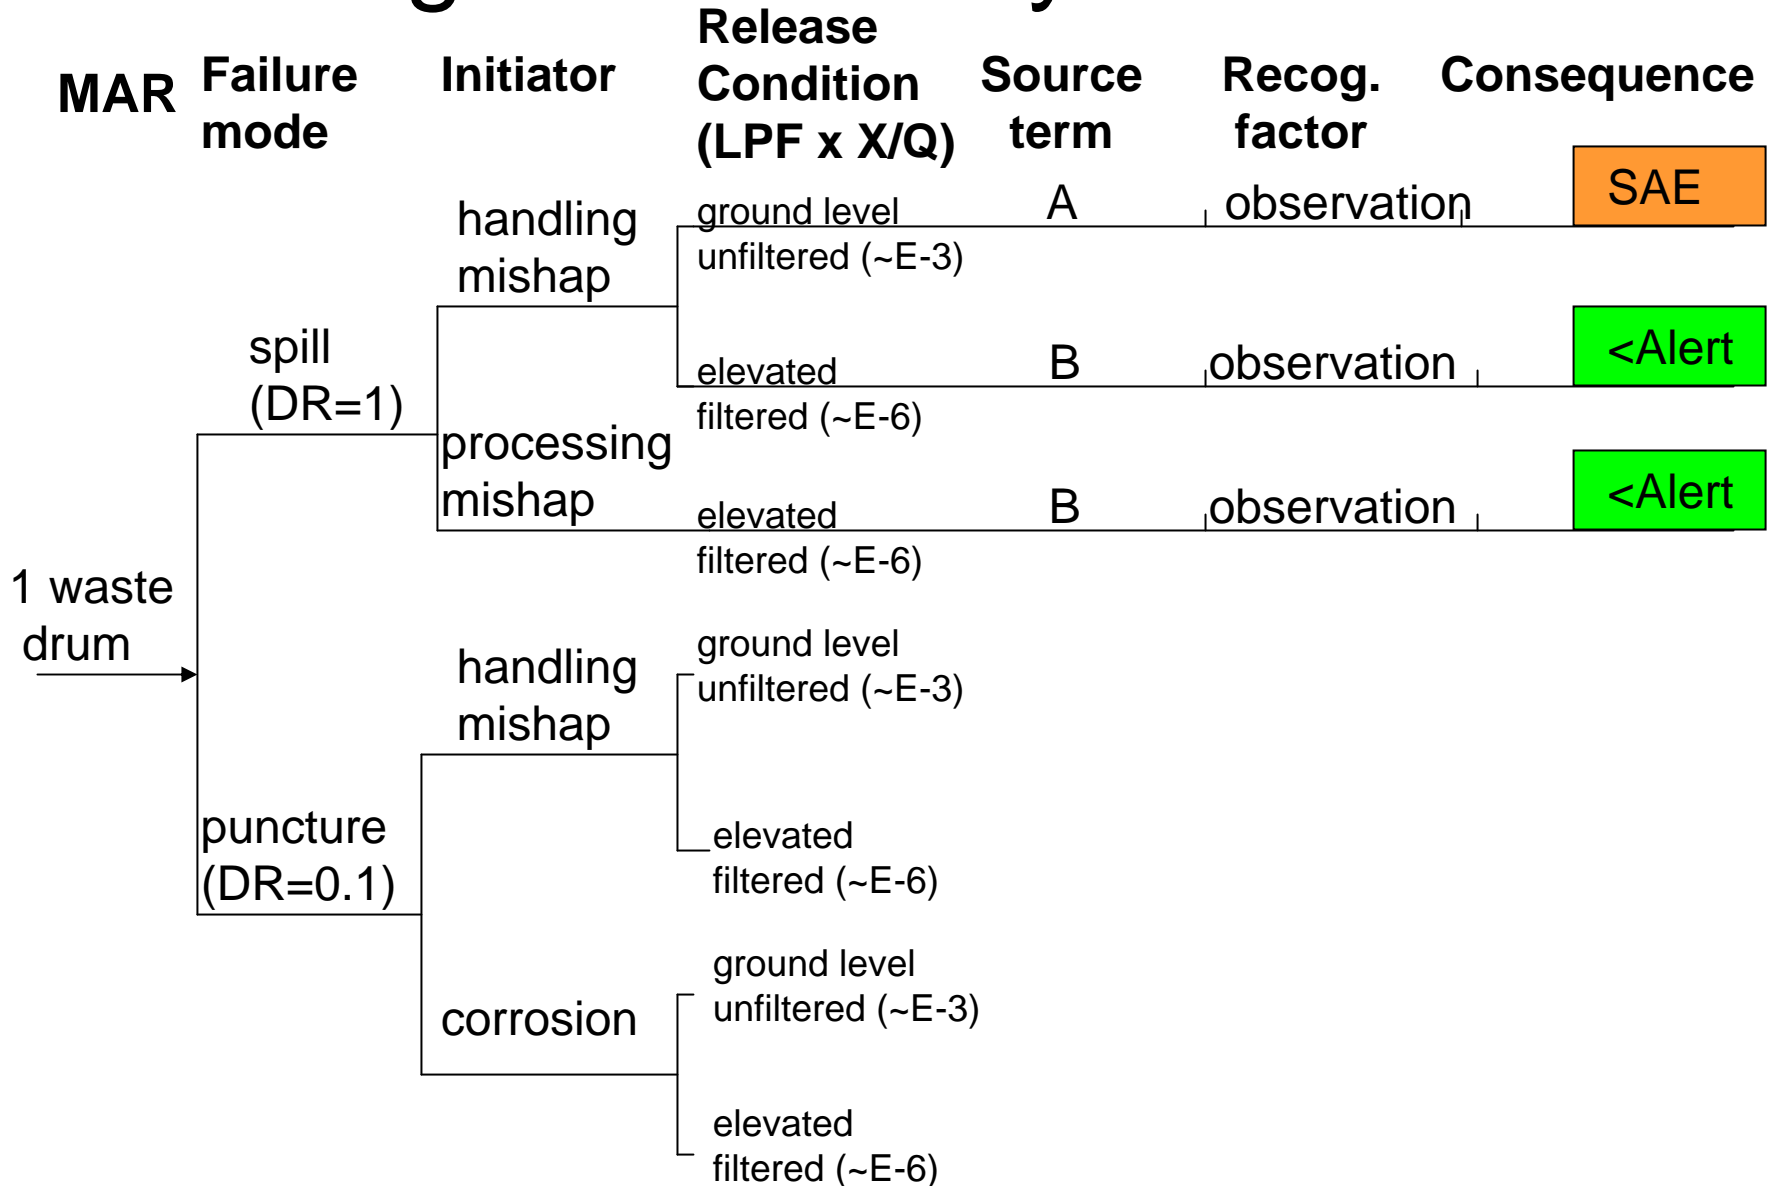 Release
Condition
(LPF x X/Q)
MAR
Failure
mode
Initiator
Source
term
Recog.
factor
Consequence
handling
mishap
ground level
unfiltered (~E-3)
A
observation
SAE
spill
(DR=1)
elevated
filtered (~E-6)
B
observation
<Alert
processing
mishap
elevated
filtered (~E-6)
B
observation
<Alert
1 waste
drum
handling
mishap
ground level
unfiltered (~E-3)
puncture
(DR=0.1)
elevated
filtered (~E-6)
corrosion
ground level
unfiltered (~E-3)
elevated
filtered (~E-6)